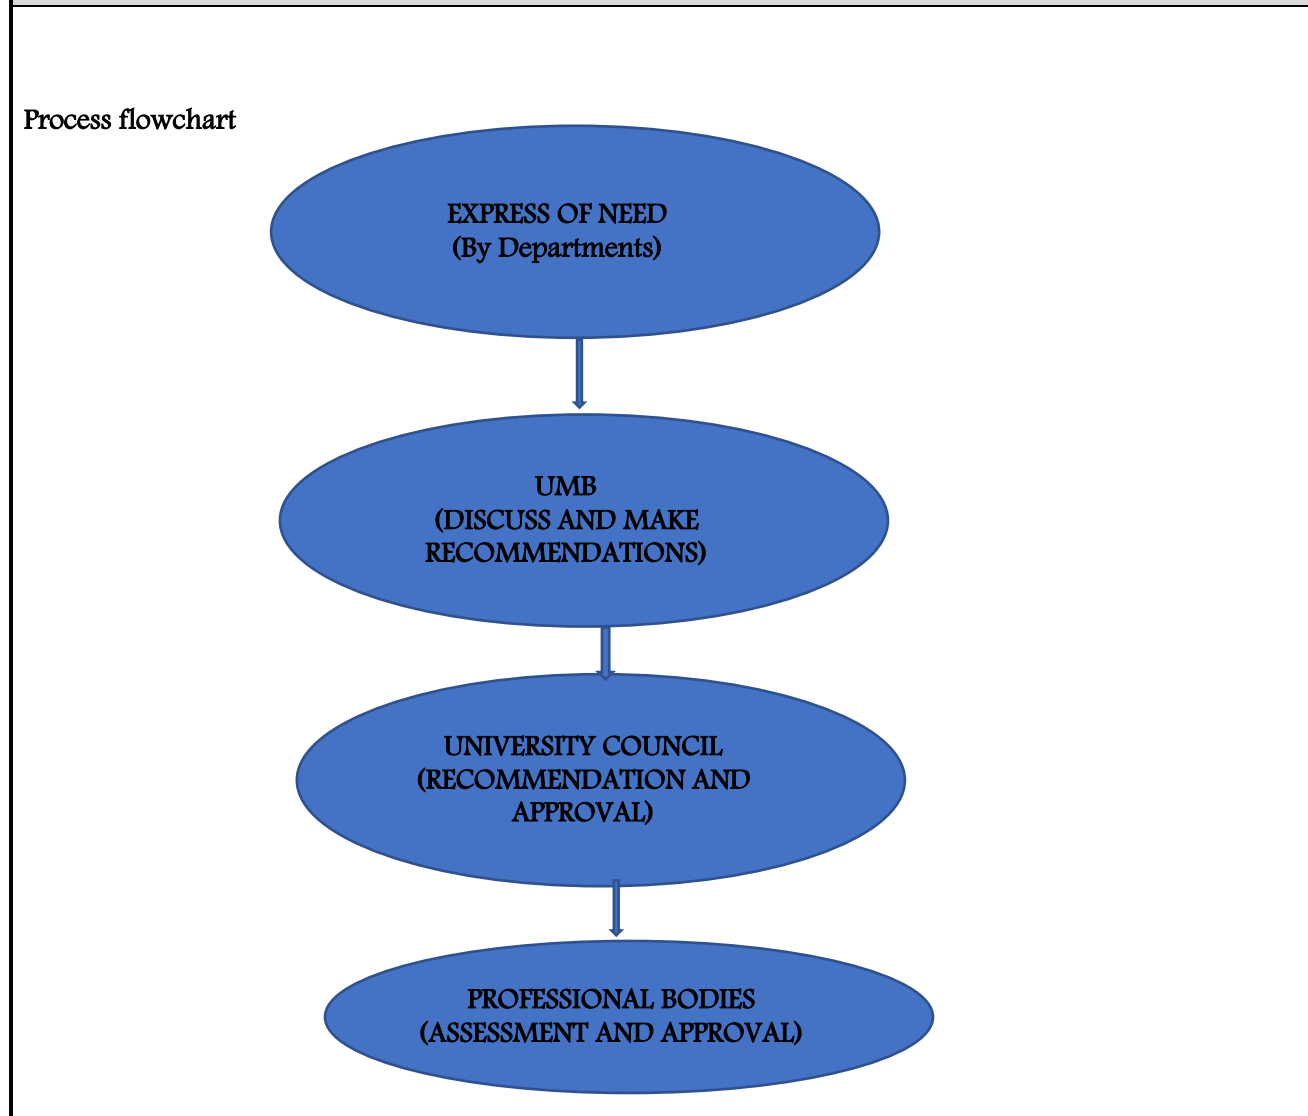 Process flowchart
EXPRESS OF NEED
(By Departments)
UMB
(DISCUSS AND MAKE
RECOMMENDATIONS)
UNIVERSITY COUNCIL
(RECOMMENDATION AND
APPROVAL)
PROFESSIONAL BODIES
(ASSESSMENT AND APPROVAL)